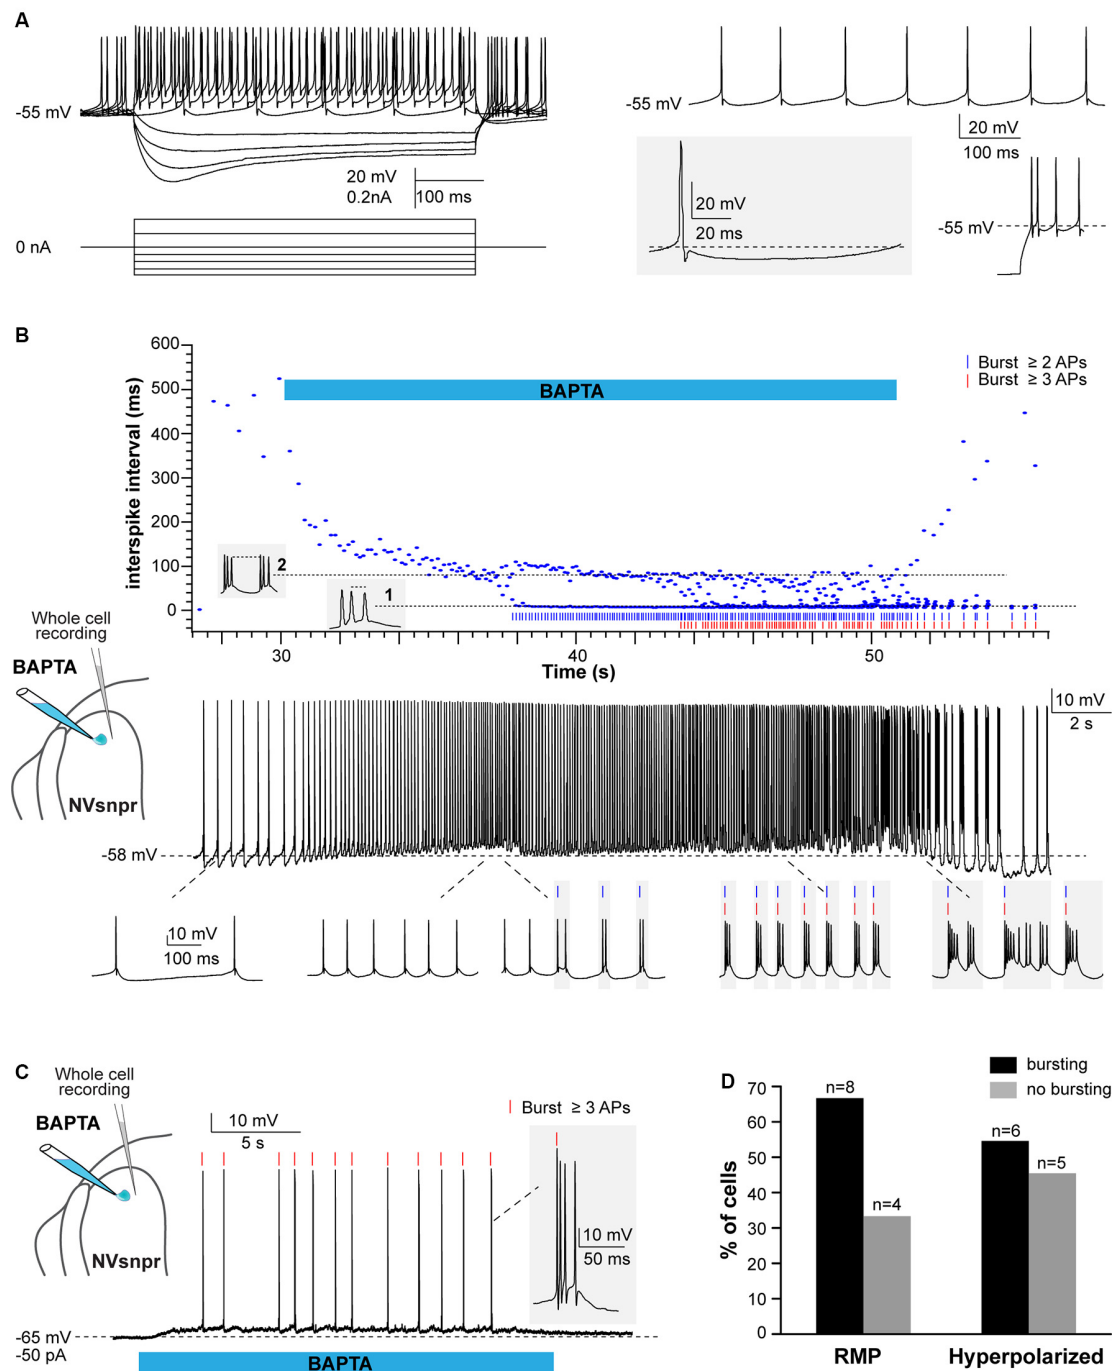 A
-55 mV
20 mV
0.2nA
100 ms
0 nA
-55 mV
20 mV
100 ms
20 mV
20 ms
-55 mV
B
600
500
400
300
200
100
0
interspike interval (ms)
BAPTA
Burst ≥ 2 APs
Burst ≥ 3 APs
2
1
30
40
50
Time (s)
Whole cell
recording
BAPTA
NVsnpr
10 mV
2 s
-58 mV
10 mV
100 ms
C
Whole cell
recording
BAPTA
NVsnpr
10 mV
5 s
Burst ≥ 3 APs
10 mV
50 ms
-65 mV
-50 pA
BAPTA
D
bursting
no bursting
70
60
50
40
30
20
10
0
% of cells
n=8
n=4
n=6
n=5
RMP
Hyperpolarized